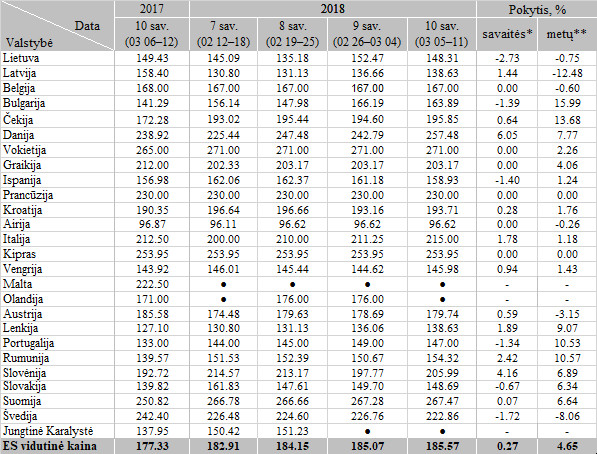 Data 2017 2018 Pokytis, %
Valstybė 10 sav. (03 06–12) 7 sav. (02 12–18) 8 sav. (02 19–25) 9 sav. (02 26–03 04) 10 sav. (03 05–11) savaitės* metų**
Lietuva 149.43 145.09 135.18 152.47 148.31 -2.73 -0.75
Latvija 158.40 130.80 131.13 136.66 138.63 1.44 -12.48
Belgija 168.00 167.00 167.00 167.00 167.00 0.00 -0.60
Bulgarija 141.29 156.14 147.98 166.19 163.89 -1.39 15.99
Čekija 172.28 193.02 195.44 194.60 195.85 0.64 13.68
Danija 238.92 225.44 247.48 242.79 257.48 6.05 7.77
Vokietija 265.00 271.00 271.00 271.00 271.00 0.00 2.26
Graikija 212.00 202.33 203.17 203.17 203.17 0.00 4.06
Ispanija 156.98 162.06 162.37 161.18 158.93 -1.40 1.24
Prancūzija 230.00 230.00 230.00 230.00 230.00 0.00 0.00
Kroatija 190.35 196.64 196.66 193.16 193.71 0.28 1.76
Airija 96.87 96.11 96.62 96.62 96.62 0.00 -0.26
Italija 212.50 200.00 210.00 211.25 215.00 1.78 1.18
Kipras 253.95 253.95 253.95 253.95 253.95 0.00 0.00
Vengrija 143.92 146.01 145.44 144.62 145.98 0.94 1.43
Malta 222.50 ● ● ● ● - -
Olandija 171.00 ● 176.00 176.00 ● - -
Austrija 185.58 174.48 179.63 178.69 179.74 0.59 -3.15
Lenkija 127.10 130.80 131.13 136.06 138.63 1.89 9.07
Portugalija 133.00 144.00 145.00 149.00 147.00 -1.34 10.53
Rumunija 139.57 151.53 152.39 150.67 154.32 2.42 10.57
Slovėnija 192.72 214.57 213.17 197.77 205.99 4.16 6.89
Slovakija 139.82 161.83 147.61 149.70 148.69 -0.67 6.34
Suomija 250.82 266.78 266.66 267.28 267.47 0.07 6.64
Švedija 242.40 226.48 224.60 226.76 222.86 -1.72 -8.06
Jungtinė Karalystė 137.95 150.42 151.23 ● ● - -
ES vidutinė kaina 177.33 182.91 184.15 185.07 185.57 0.27 4.65